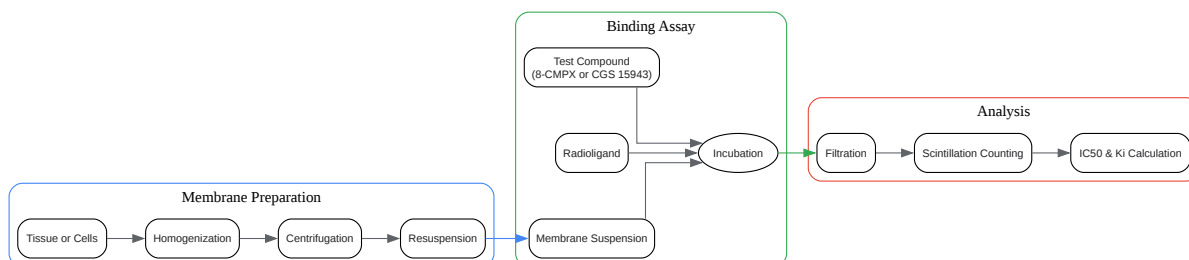 Membrane Preparation
Tissue or Cells
Homogenization
Centrifugation
Resuspension
Binding Assay
Test Compound
(8-CMPX or CGS 15943)
Radioligand
Membrane Suspension
Incubation
Analysis
Filtration
Scintillation Counting
IC50 & Ki Calculation